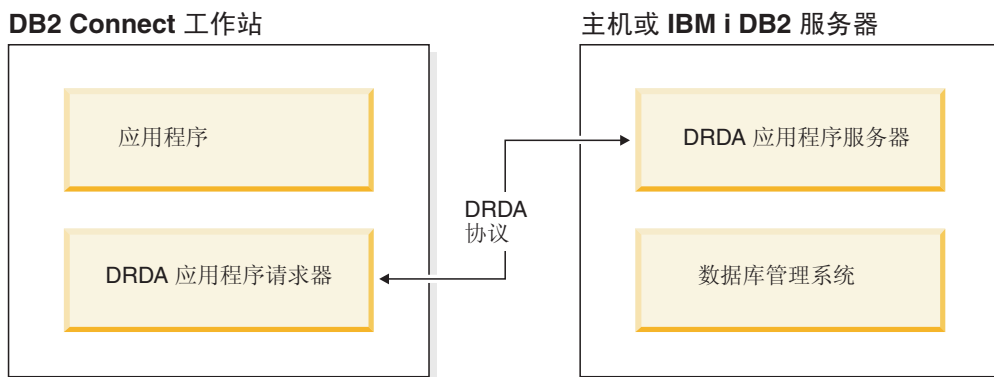 DB2 Connect 工作站
应用程序
DRDA 应用程序请求器
DRDA
协议
主机或 IBM i DB2 服务器
DRDA 应用程序服务器
数据库管理系统